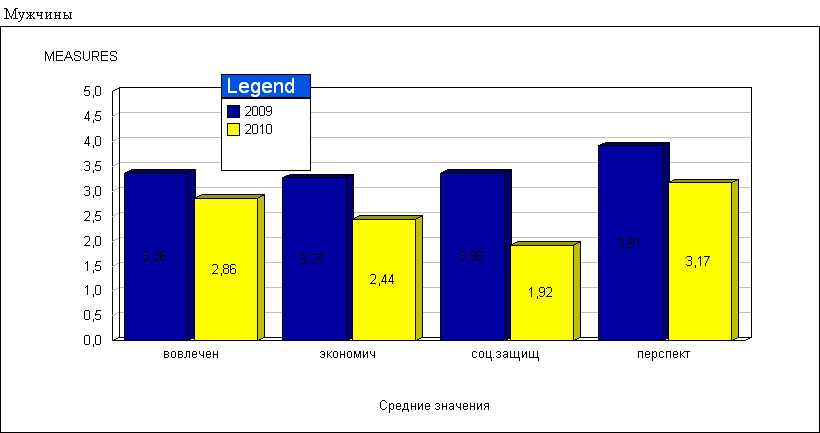 Мужчины
MEASURES
Legend
2009
2010
5,0
4,5
4,0
3,5
3,0
2,5
2,0
1,5
1,0
0,5
0,0
3,36
2,86
3,27
2,44
3,36
1,92
3,91
3,17
вовлечен
экономич
соц.защищ
перспект
Средние значения